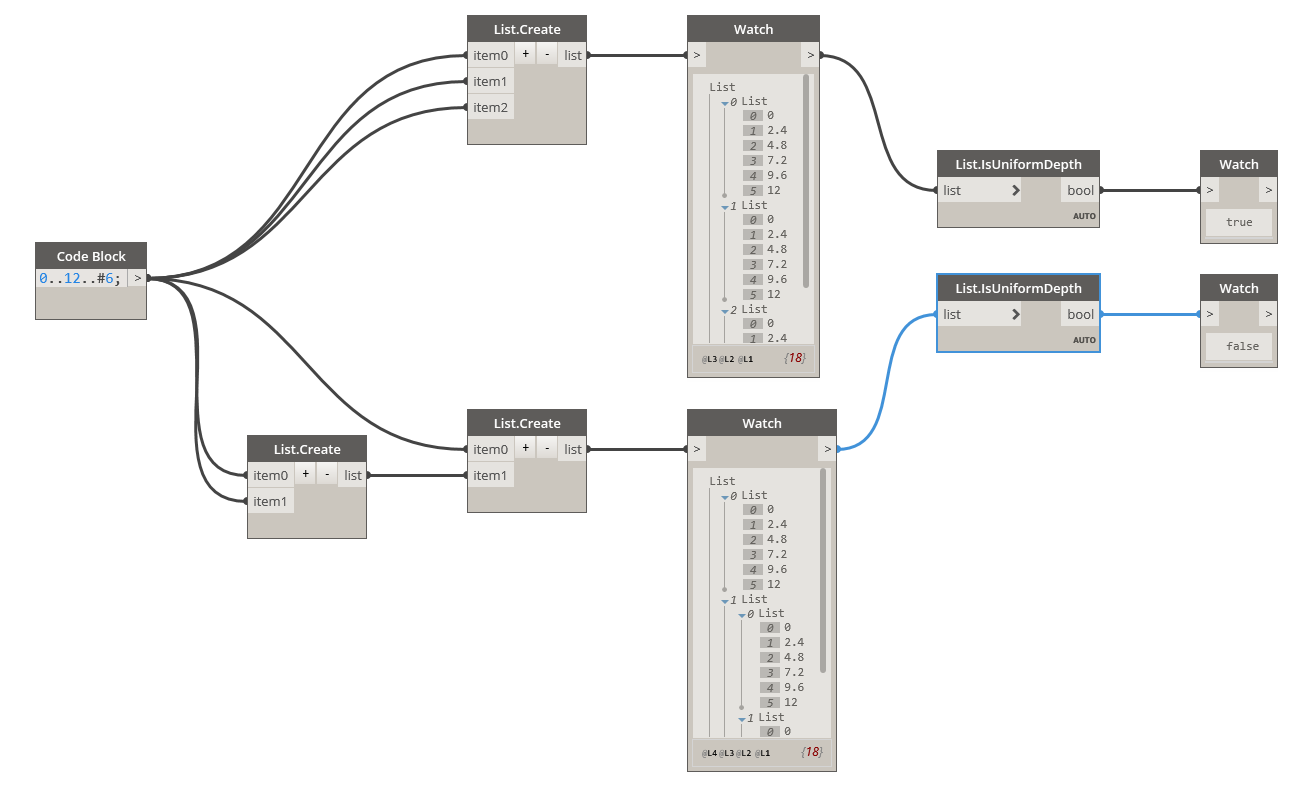 List.Create
item0 + - list
item1
item2
Watch
> >
List
0 List
0 0
1 2.4
2 4.8
3 7.2
4 9.6
5 12
1 List
0 0
1 2.4
2 4.8
3 7.2
4 9.6
5 12
2 List
0 0
1 2.4
@L3 @L2 @L1 {18}
List.IsUniformDepth
list bool
AUTO
Watch
> >
true
Code Block
0..12..#6; >
List.IsUniformDepth
list bool
AUTO
Watch
> >
false
List.Create
item0 + - list
item1
List.Create
item0 + - list
item1
Watch
> >
List
0 List
0 0
1 2.4
2 4.8
3 7.2
4 9.6
5 12
1 List
0 List
0 0
1 2.4
2 4.8
3 7.2
4 9.6
5 12
1 List
0 0
@L4 @L3 @L2 @L1 {18}